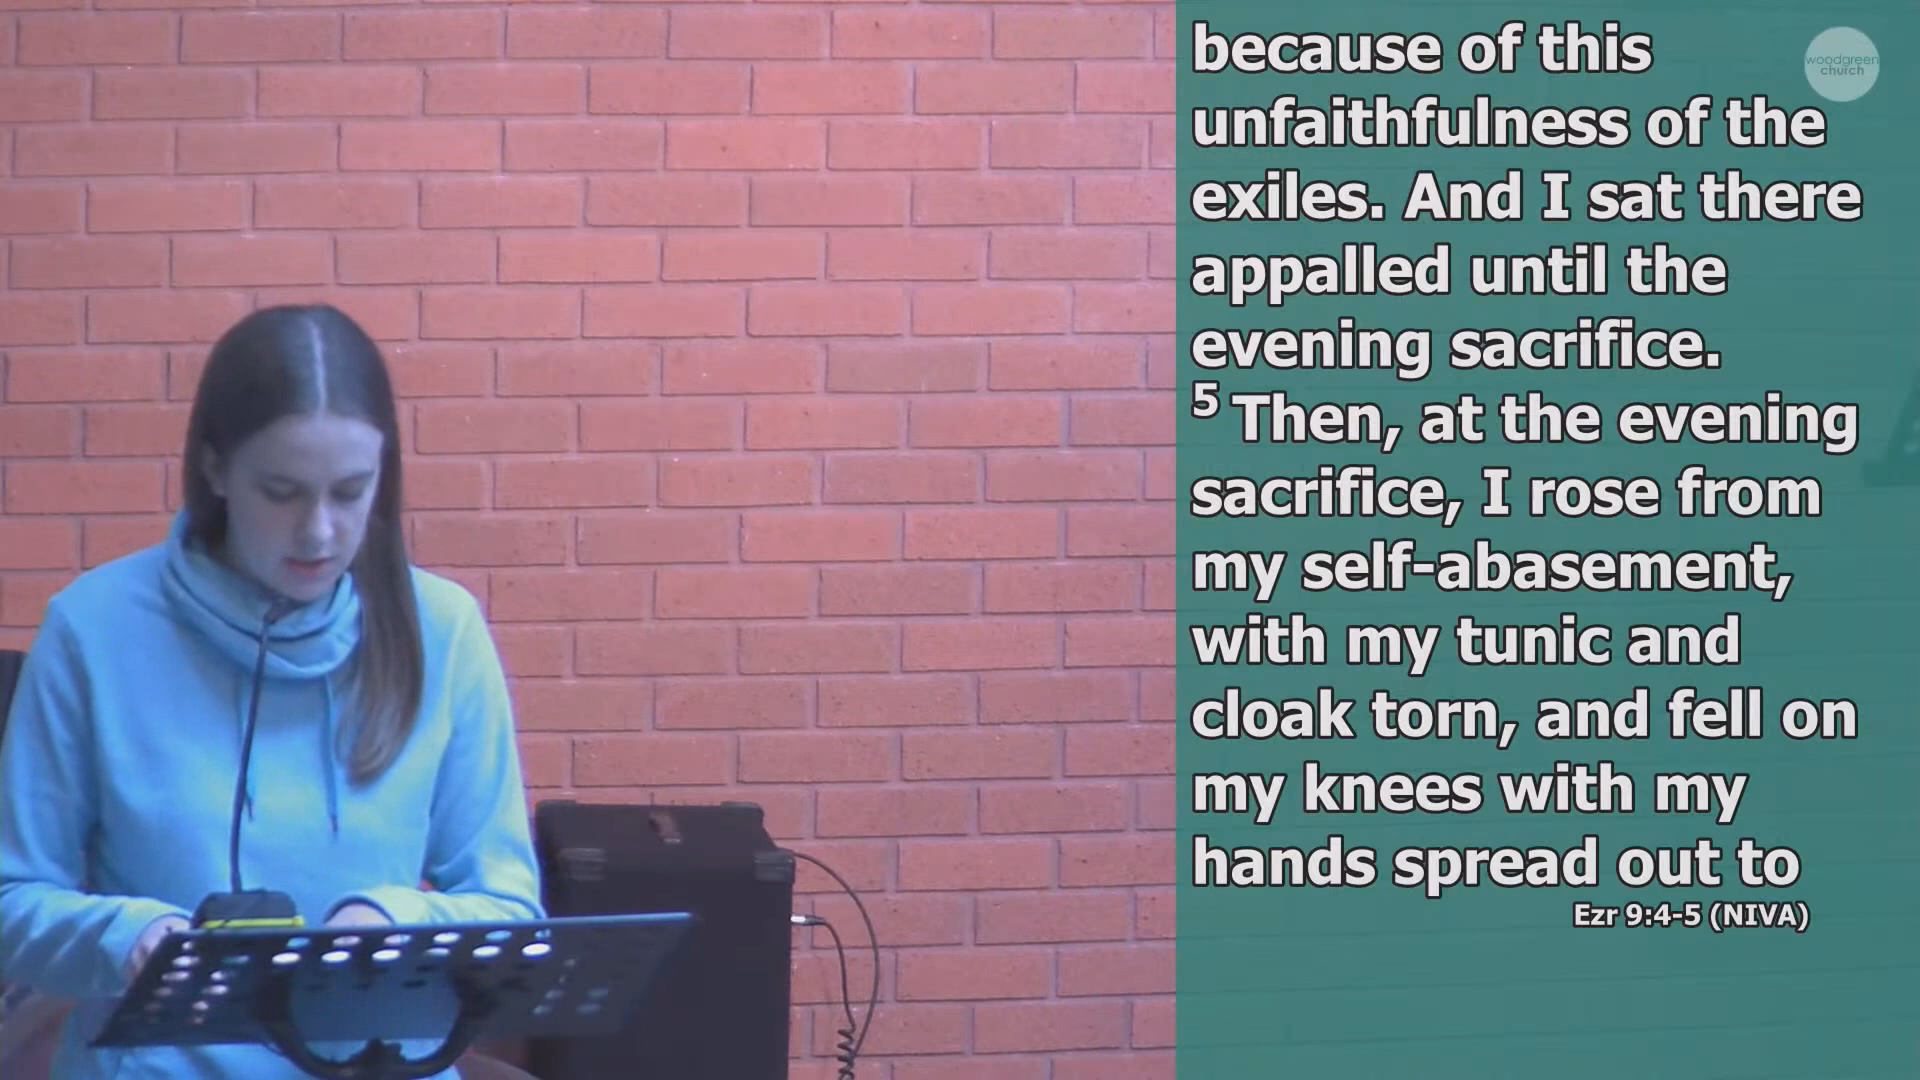 because of this
unfaithfulness of the
exiles. And I sat there
appalled until the
evening sacrifice.
5 Then, at the evening
sacrifice, I rose from
my self-abasement,
with my tunic and
cloak torn, and fell on
my knees with my
hands spread out to
Ezr 9:4-5 (NIVA)
woodgreen
church